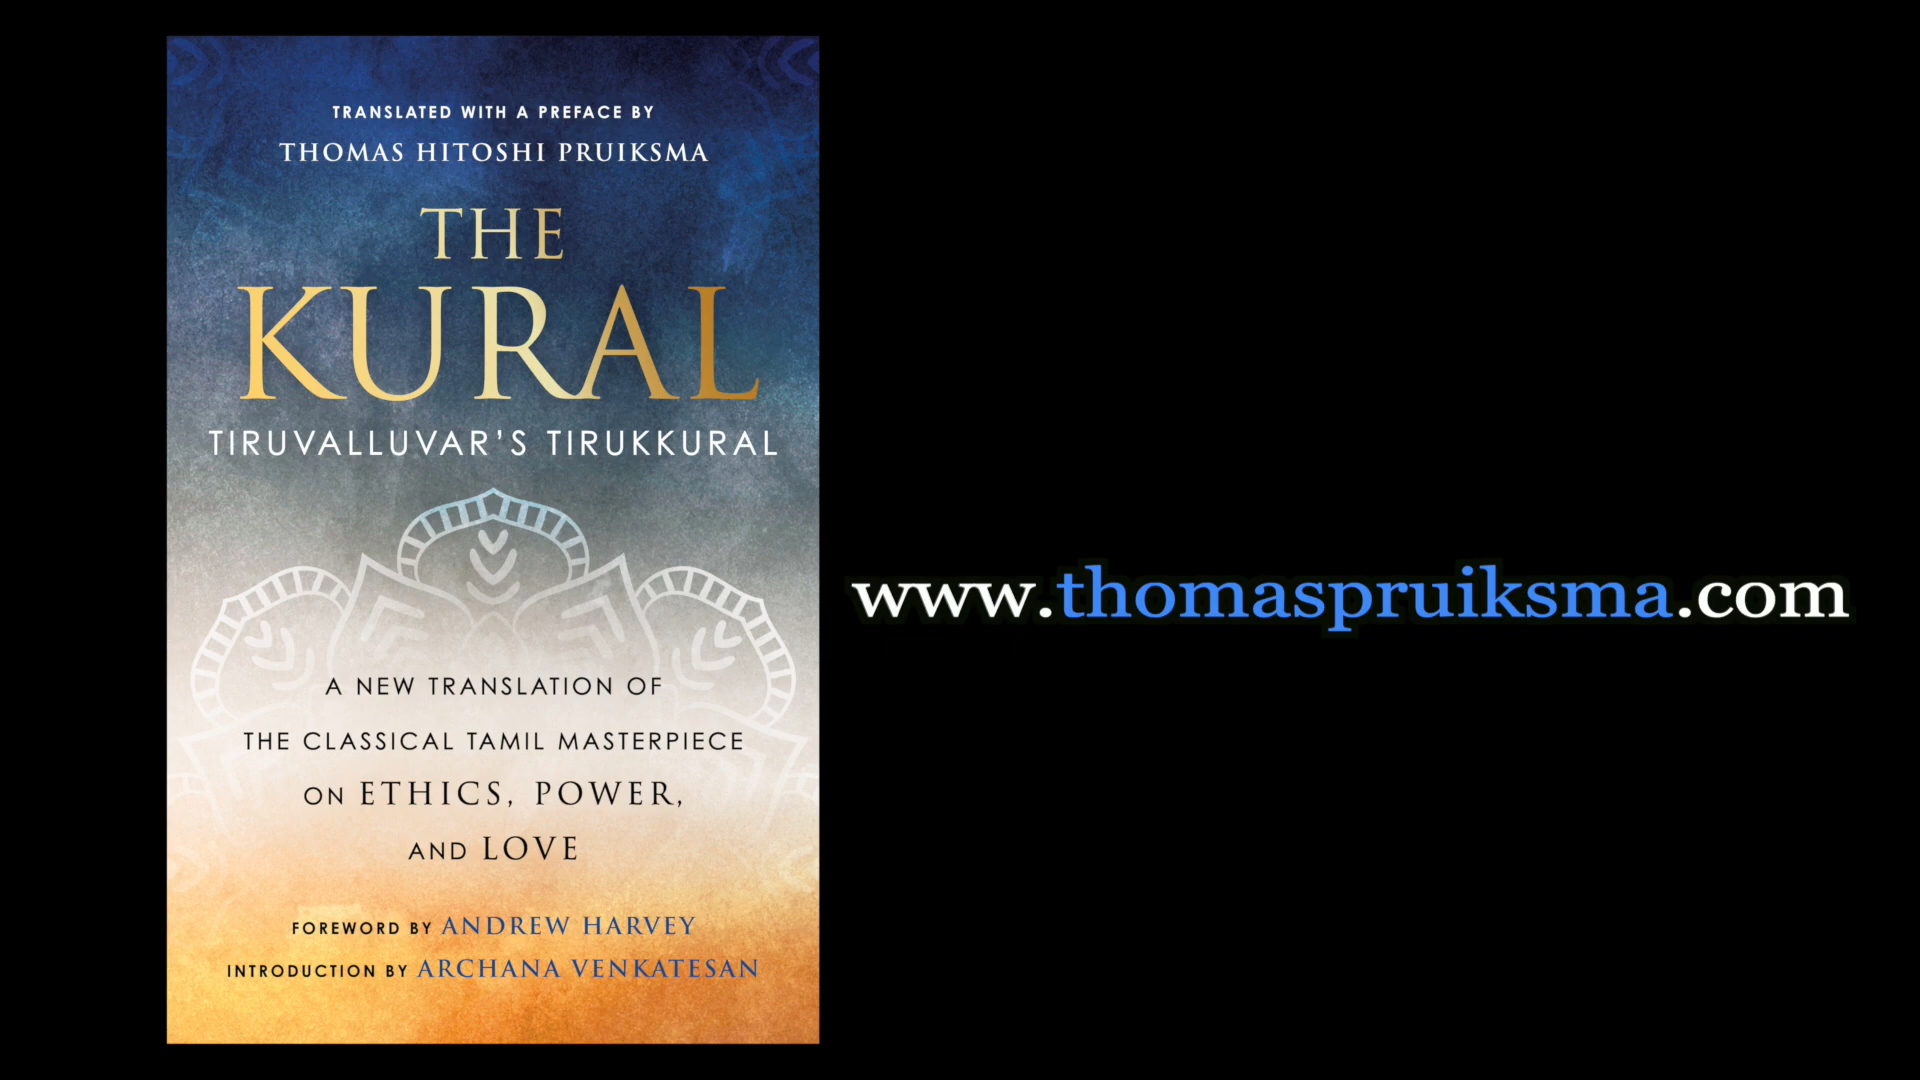 TRANSLATED WITH A PREFACE BY
THOMAS HITOSHI PRUIKSMA
THE
KURAL
TIRUVALLUVAR'S TIRUKKURAL
A NEW TRANSLATION OF
THE CLASSICAL TAMIL MASTERPIECE
ON ETHICS, POWER,
AND LOVE
FOREWORD BY ANDREW HARVEY
INTRODUCTION BY ARCHANA VENKATESAN
www.thomaspruiksma.com